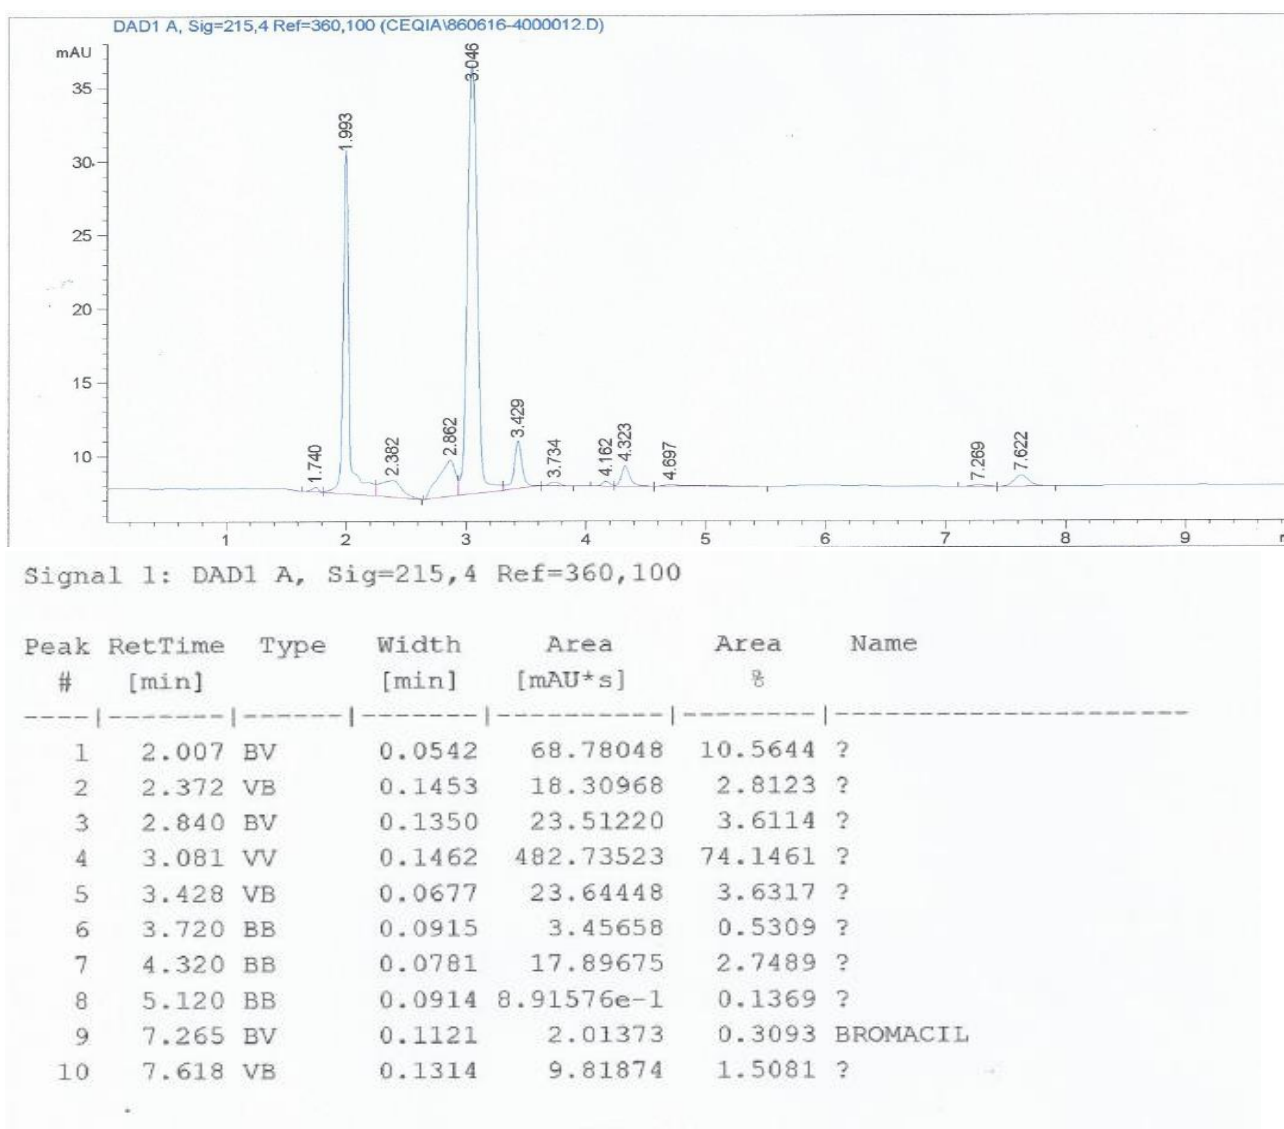 DAD1 A, Sig=215,4 Ref=360,100 (CEQIA\860616-4000012.D)
mAU
35
30
25
20
15
10
1.740
1.993
2.382
2.862
3.046
3.429
3.734
4.162
4.323
4.697
7.269
7.622
1 2 3 4 5 6 7 8 9
Signal 1: DAD1 A, Sig=215,4 Ref=360,100
Peak RetTime Type Width Area Area Name
# [min] [min] [mAU*s] %
----|--------|------|--------|-----------|---------|----------------------
1 2.007 BV 0.0542 68.78048 10.5644 ?
2 2.372 VB 0.1453 18.30968 2.8123 ?
3 2.840 BV 0.1350 23.51220 3.6114 ?
4 3.081 VV 0.1462 482.73523 74.1461 ?
5 3.428 VB 0.0677 23.64448 3.6317 ?
6 3.720 BB 0.0915 3.45658 0.5309 ?
7 4.320 BB 0.0781 17.89675 2.7489 ?
8 5.120 BB 0.0914 8.91576e-1 0.1369 ?
9 7.265 BV 0.1121 2.01373 0.3093 BROMACIL
10 7.618 VB 0.1314 9.81874 1.5081 ?